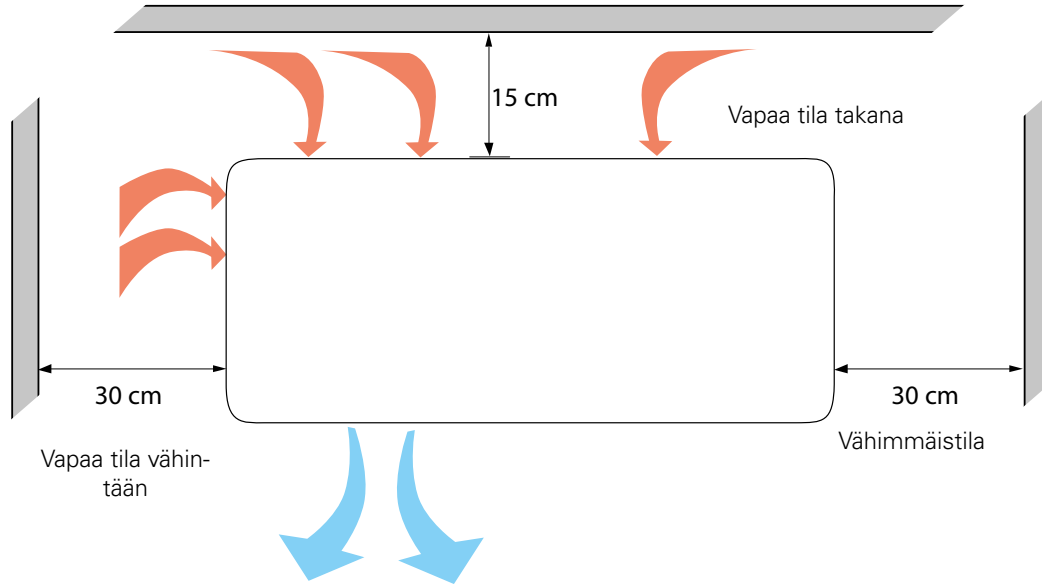 15 cm
Vapaa tila takana
30 cm
30 cm
Vapaa tila vähin-
tään
Vähimmäistila